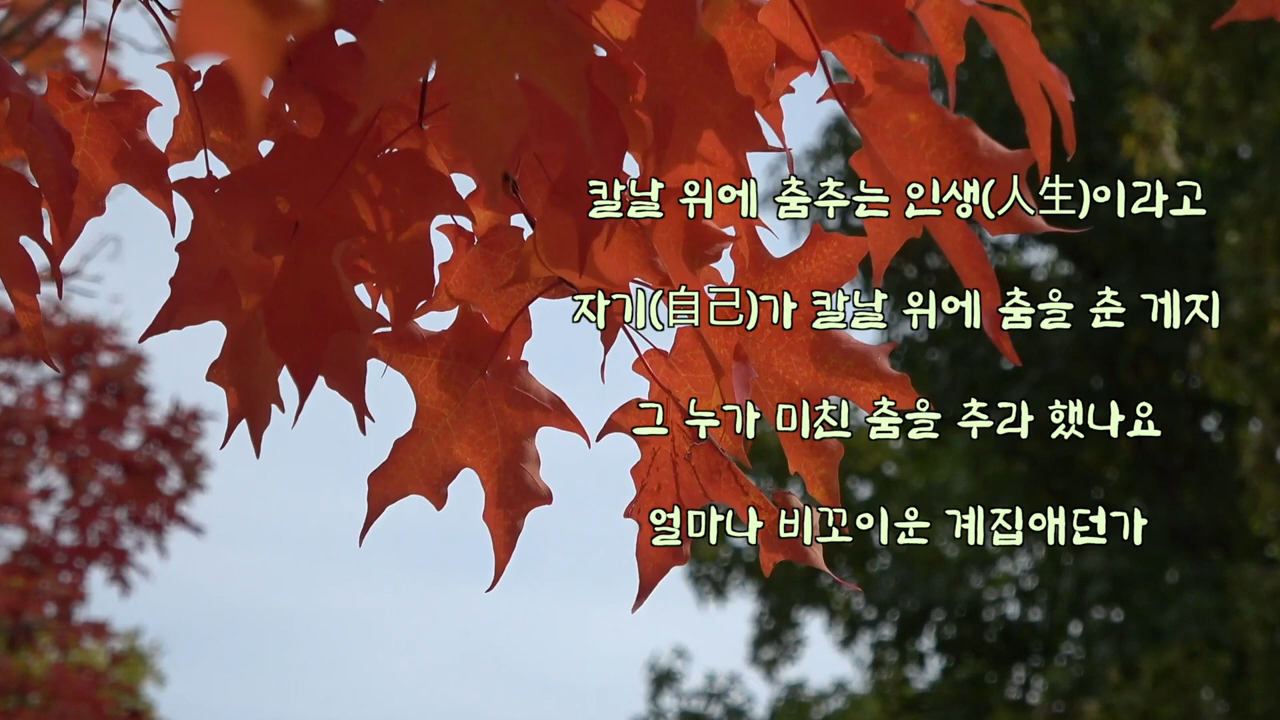 칼날 위에 춤추는 인생(人生)이라고
자기(自己)가 칼날 위에 춤을 춘 게지
그 누가 미친 춤을 추라 했나요
얼마나 비꼬이운 계집애던가